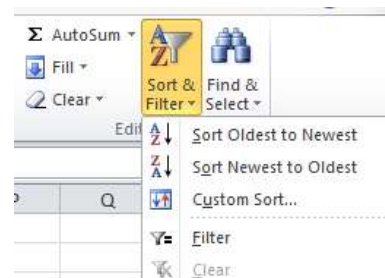 Σ AutoSum
Fill
Clear
Sort & Filter
Find & Select
Edi
Sort Oldest to Newest
Sort Newest to Oldest
Custom Sort...
Filter
Clear
Q